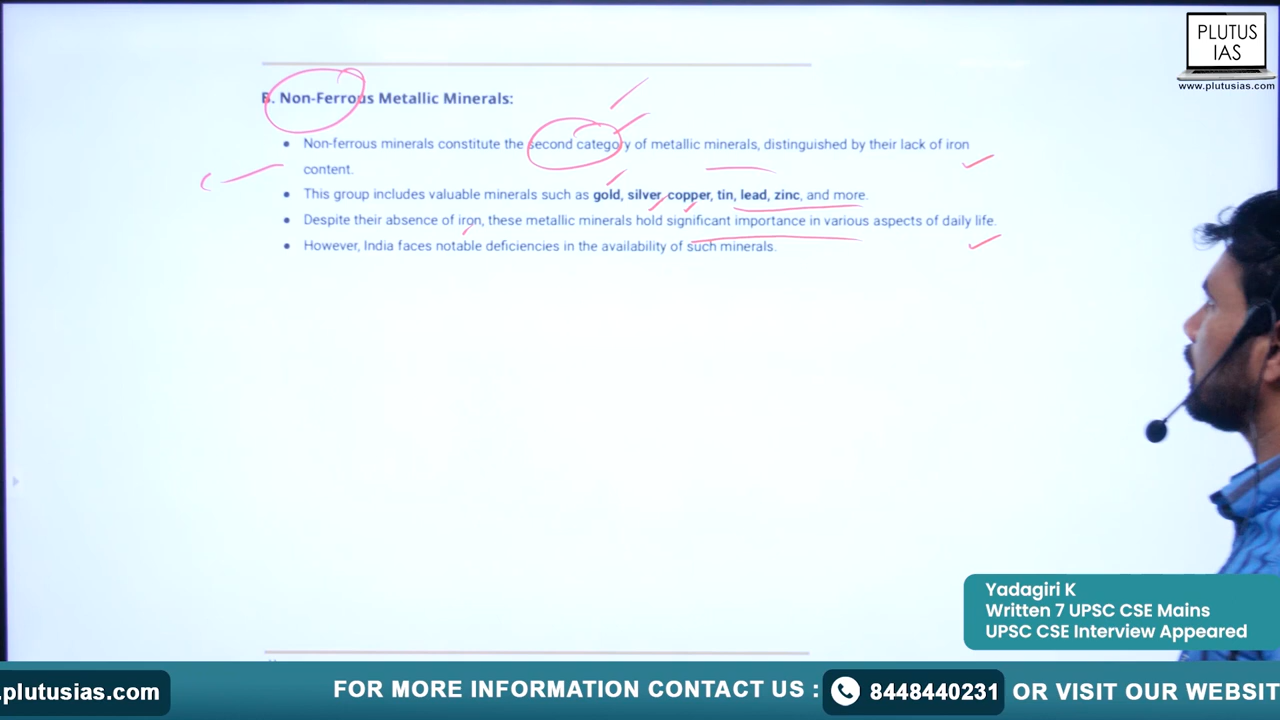 PLUTUS
IAS
www.plutusias.com
B. Non-Ferrous Metallic Minerals:
• Non-ferrous minerals constitute the second category of metallic minerals, distinguished by their lack of iron
content.
• This group includes valuable minerals such as gold, silver, copper, tin, lead, zinc, and more.
• Despite their absence of iron, these metallic minerals hold significant importance in various aspects of daily life.
• However, India faces notable deficiencies in the availability of such minerals.
Yadagiri K
Written 7 UPSC CSE Mains
UPSC CSE Interview Appeared
.plutusias.com FOR MORE INFORMATION CONTACT US : 8448440231 OR VISIT OUR WEBSIT